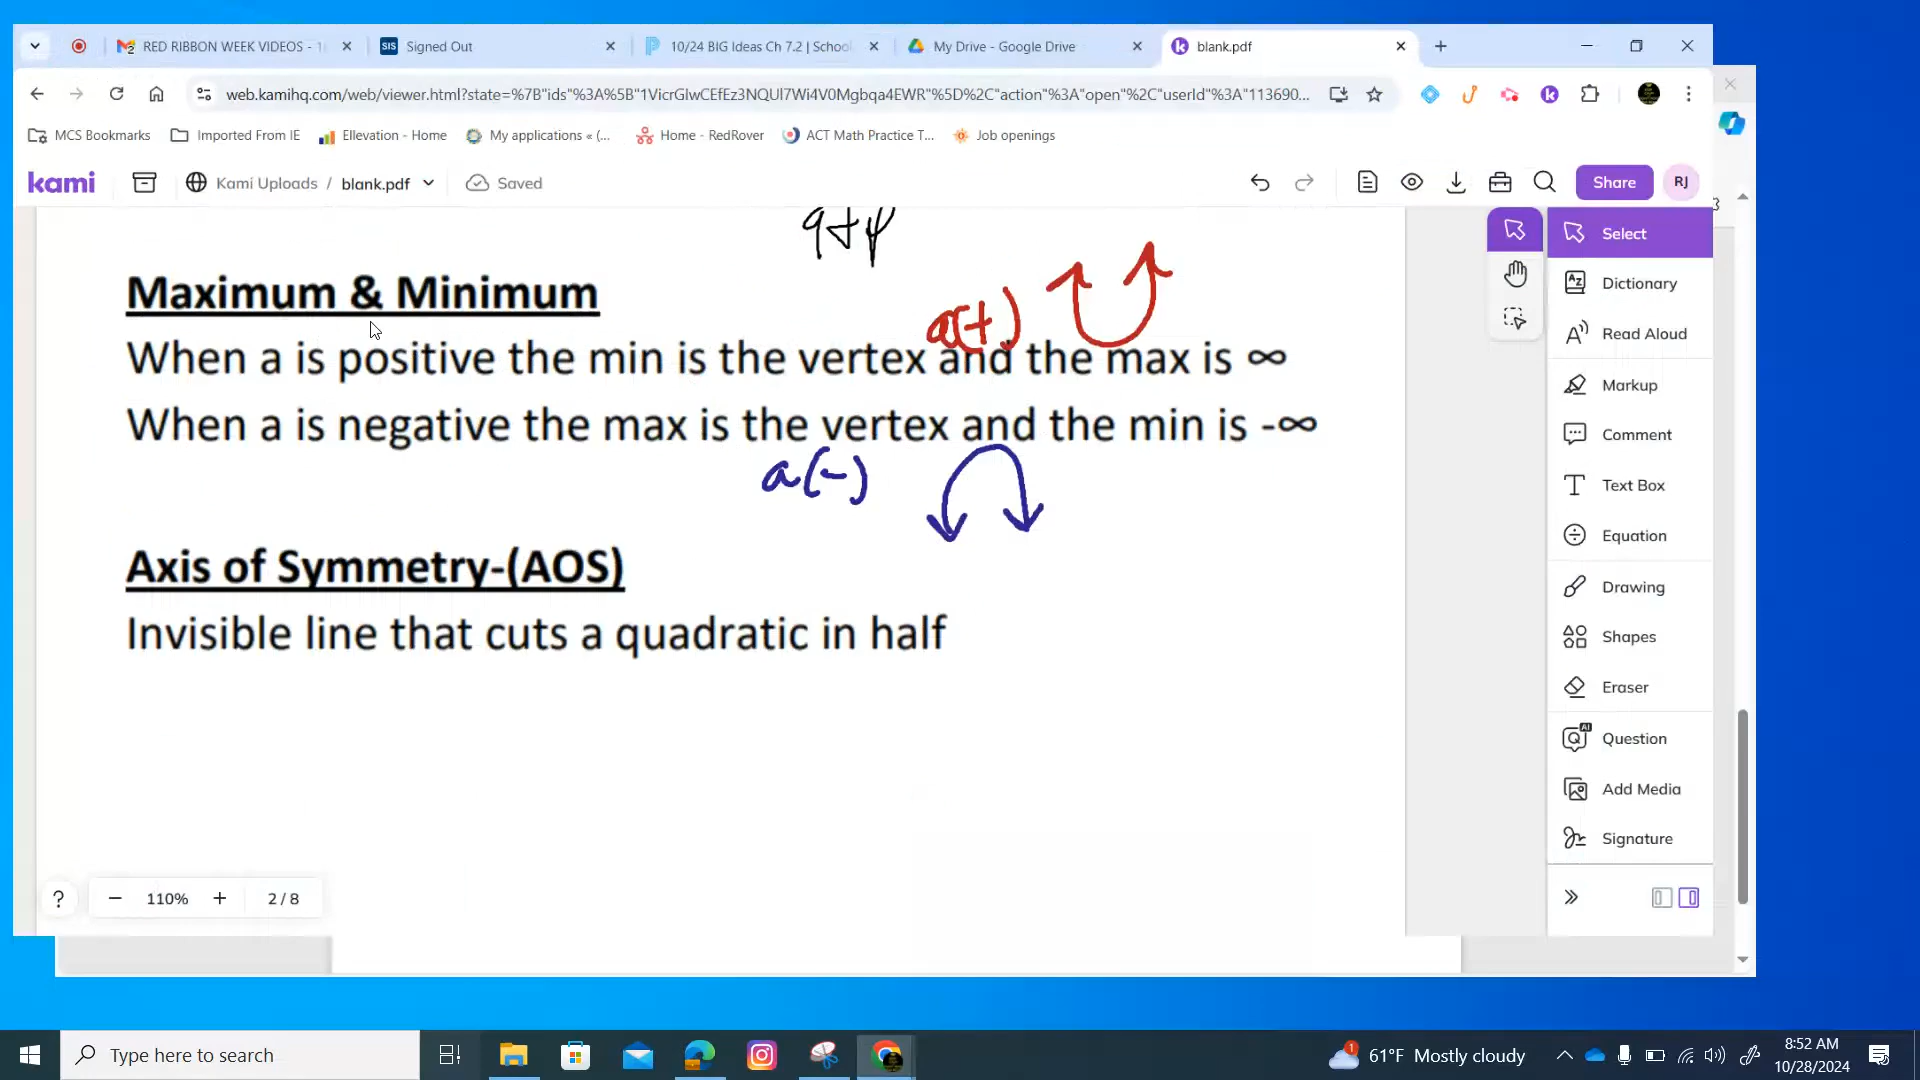 RED RIBBON WEEK VIDEOS - 1
SIS Signed Out
10/24 BIG Ideas Ch 7.2 | School
My Drive - Google Drive
blank.pdf
web.kamihq.com/web/viewer.html?state=%7B"ids"%3A%5B"1VicrGlwCEfEz3NQUl7Wi4V0Mgbqa4EWR"%5D%2C"action"%3A"open"%2C"userId"%3A"113690...
MCS Bookmarks
Imported From IE
Ellevation - Home
My applications « (...
Home - RedRover
ACT Math Practice T...
Job openings
kami
Kami Uploads / blank.pdf
Saved
Share
RJ
Maximum & Minimum
a(+)
When a is positive the min is the vertex and the max is ∞
When a is negative the max is the vertex and the min is -∞
a(-)
Axis of Symmetry-(AOS)
Invisible line that cuts a quadratic in half
Select
Dictionary
Read Aloud
Markup
Comment
Text Box
Equation
Drawing
Shapes
Eraser
Question
Add Media
Signature
? − 110% + 2 / 8
Type here to search
61°F Mostly cloudy
8:52 AM
10/28/2024